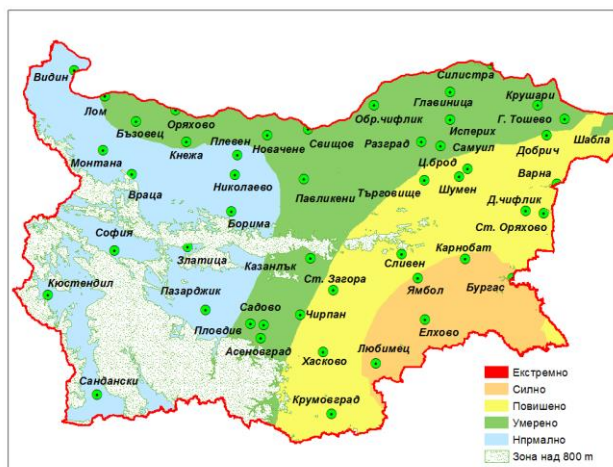 Видин
Лом
Бъзовец
Оряхово
Кнежа
Плевен
Новачене
Свищов
Обр.чифлик
Силистра
Главиница
Исперих
Крушари
Г. Тошево
Разград
Самуил
Добрич
Шабла
Монтана
Враца
Николаево
Павликени
Ц.брод
Търговище
Шумен
Варна
Д.чифлик
Ст. Оряхово
Борима
София
Златица
Казанлък
Ст. Загора
Сливен
Карнобат
Бургас
Ямбол
Кюстендил
Пазарджик
Садово
Пловдив
Чирпан
Асеновград
Елхово
Хасково
Любимец
Сандански
Крумовград
Екстремно
Силно
Повишено
Умерено
Нпрмално
Зона над 800 m